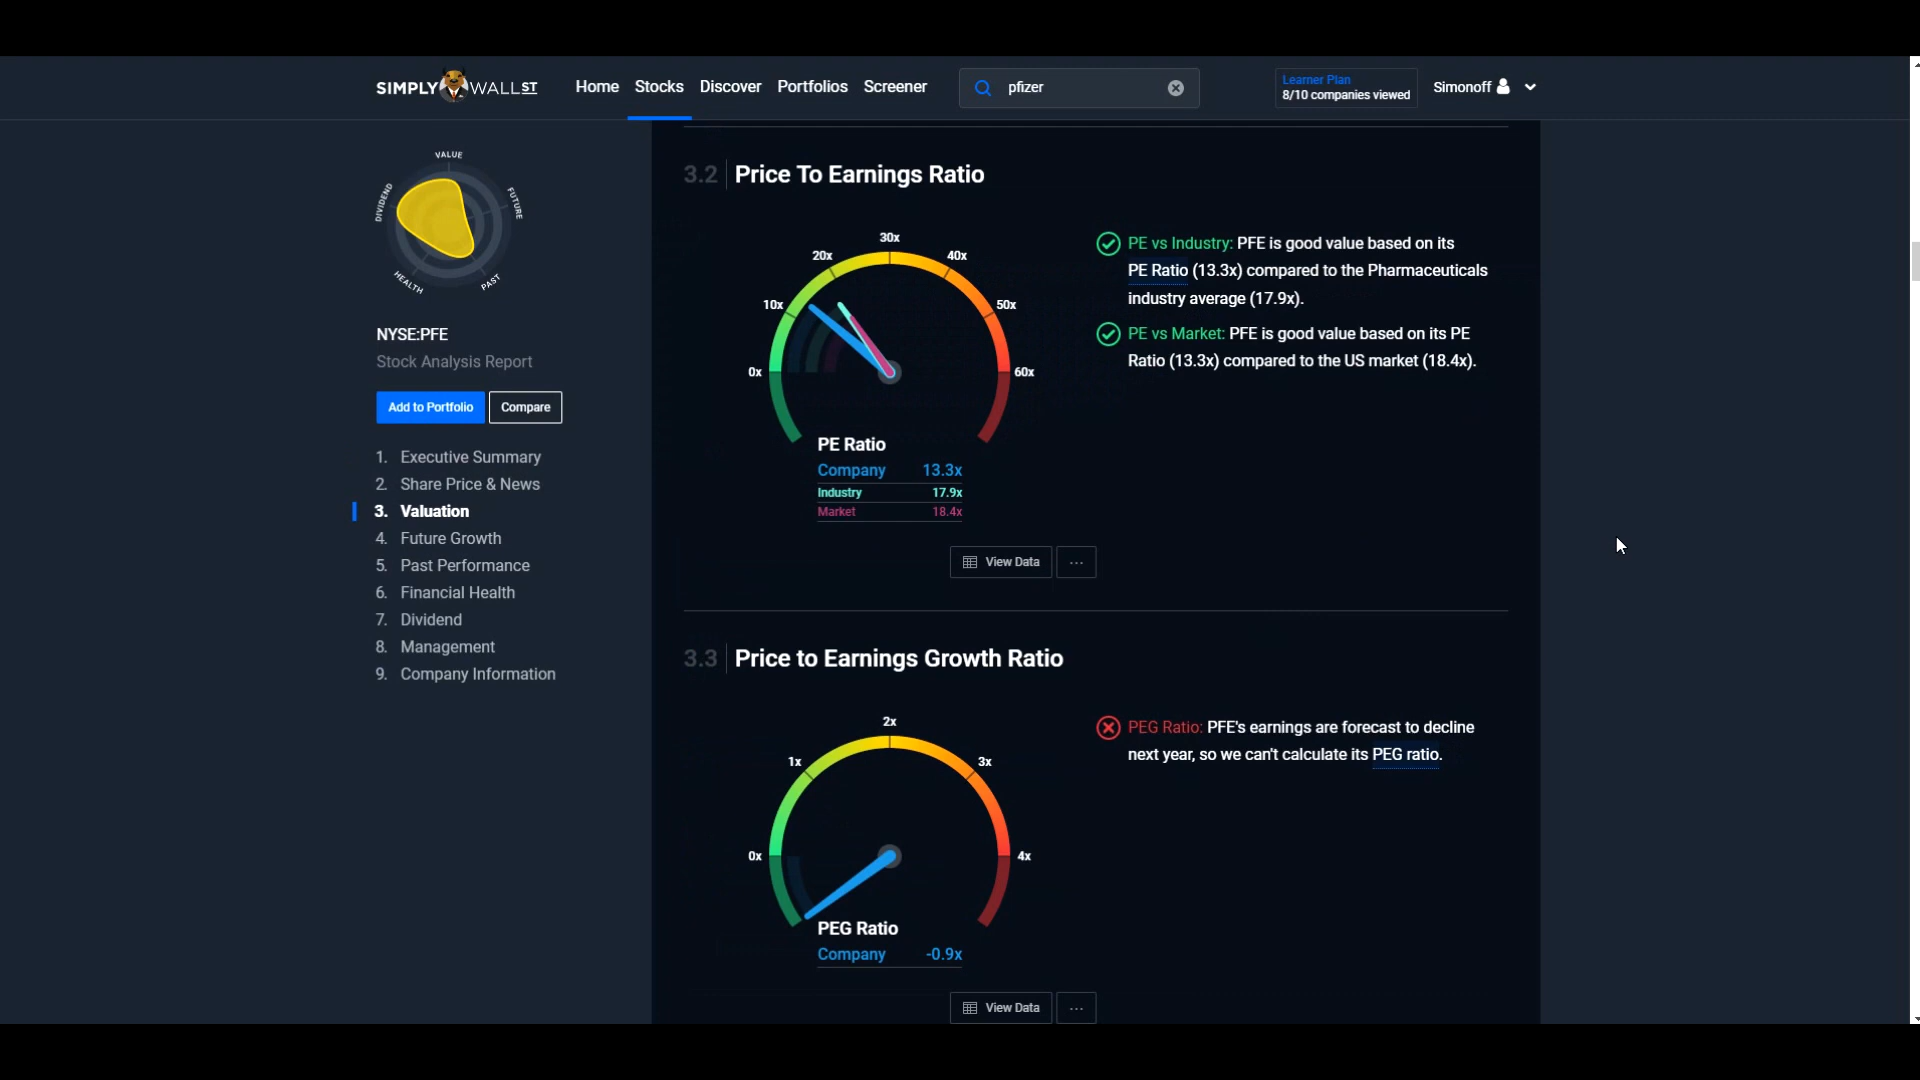 SIMPLY WALLST
Home Stocks Discover Portfolios Screener
pfizer
Learner Plan
8/10 companies viewed
Simonoff
VALUE
FUTURE
PAST
HEALTH
DIVIDEND
NYSE:PFE
Stock Analysis Report
Add to Portfolio
Compare
1. Executive Summary
2. Share Price & News
3. Valuation
4. Future Growth
5. Past Performance
6. Financial Health
7. Dividend
8. Management
9. Company Information
3.2 Price To Earnings Ratio
0x
10x
20x
30x
40x
50x
60x
PE Ratio
Company 13.3x
Industry 17.9x
Market 18.4x
PE vs Industry: PFE is good value based on its
PE Ratio (13.3x) compared to the Pharmaceuticals
industry average (17.9x).
PE vs Market: PFE is good value based on its PE
Ratio (13.3x) compared to the US market (18.4x).
View Data ...
3.3 Price to Earnings Growth Ratio
0x
1x
2x
3x
4x
PEG Ratio
Company -0.9x
PEG Ratio: PFE's earnings are forecast to decline
next year, so we can't calculate its PEG ratio.
View Data ...